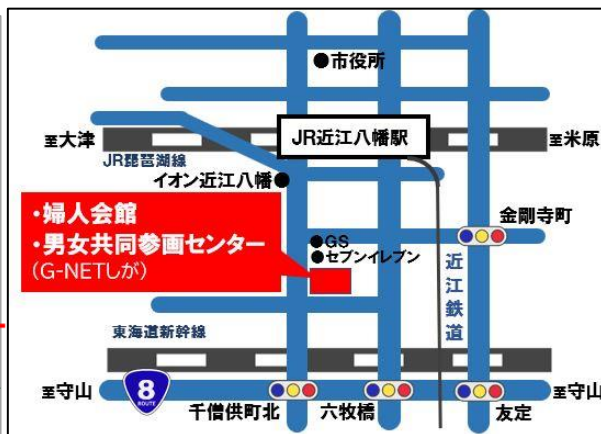 ●市役所
JR近江八幡駅
至大津
至米原
JR琵琶湖線
イオン近江八幡●
・婦人会館
・男女共同参画センター
(G-NETしが)
金剛寺町
●GS
●セブンイレブン
近江鉄道
東海道新幹線
至守山
8
ROUTE
至守山
千僧供町北
六牧橋
友定